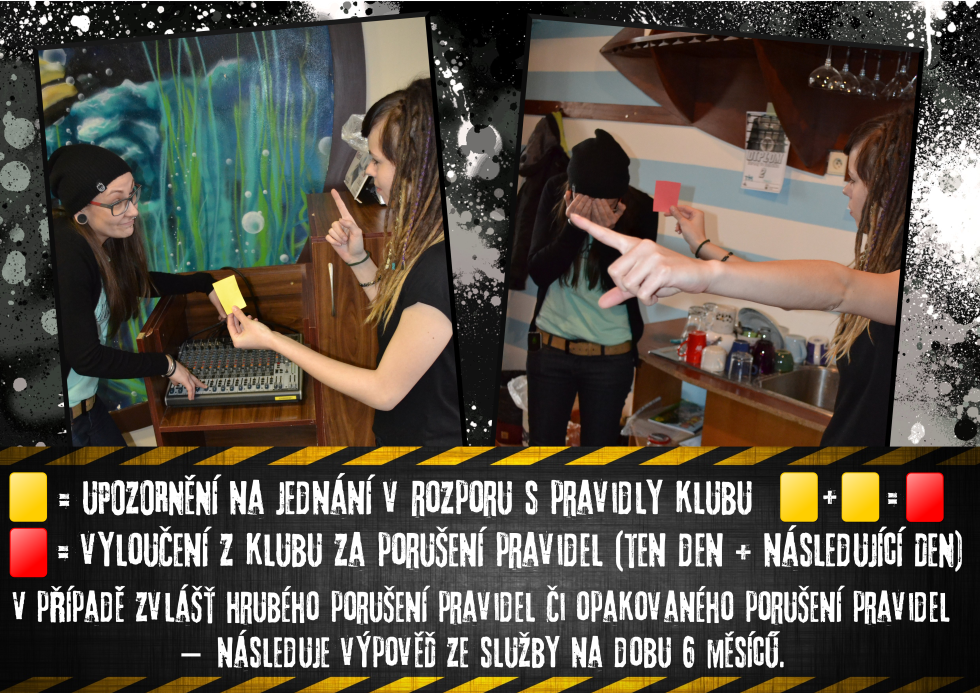 = UPOZORNĚNÍ NA JEDNÁNÍ V ROZPORU S PRAVIDLY KLUBU + =
= VYLOUČENÍ Z KLUBU ZA PORUŠENÍ PRAVIDEL (TEN DEN + NÁSLEDUJÍCÍ DEN)
V PŘÍPADĚ ZVLÁŠŤ HRUBÉHO PORUŠENÍ PRAVIDEL ČI OPAKOVANÉHO PORUŠENÍ PRAVIDEL
– NÁSLEDUJE VÝPOVĚĎ ZE SLUŽBY NA DOBU 6 MĚSÍCŮ.